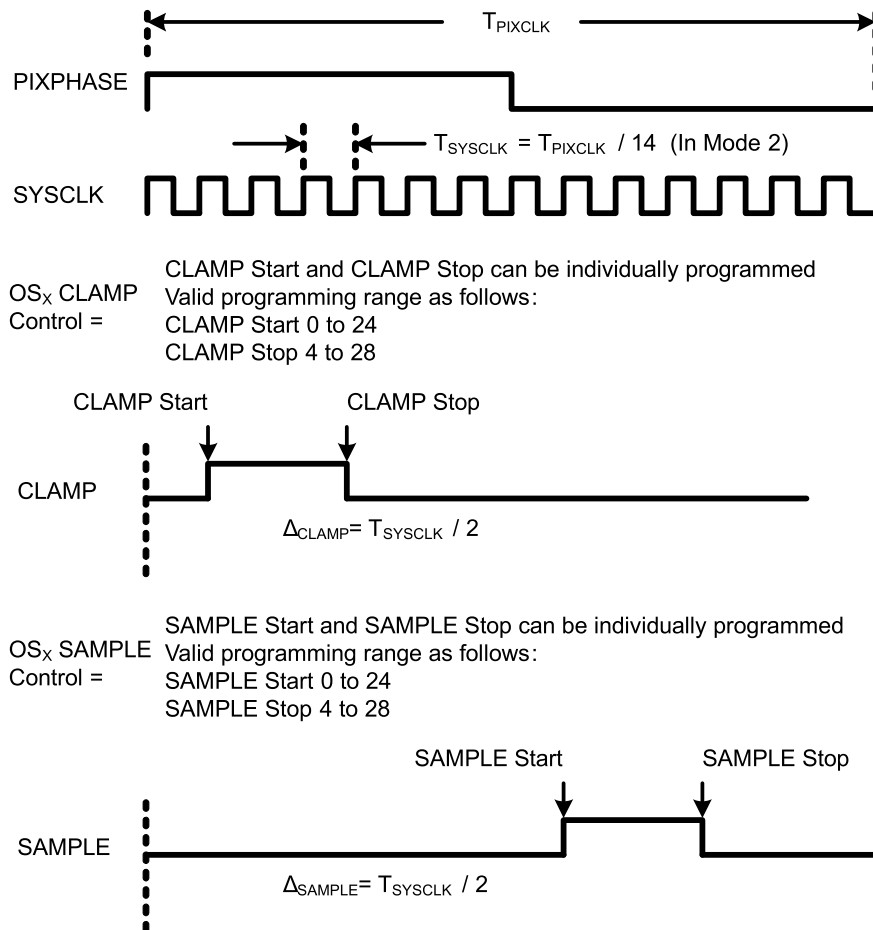 T_PIXCLK
PIXPHASE
T_SYSCLK = T_PIXCLK / 14 (In Mode 2)
SYSCLK
OS_X CLAMP
Control =
CLAMP Start and CLAMP Stop can be individually programmed
Valid programming range as follows:
CLAMP Start 0 to 24
CLAMP Stop 4 to 28
CLAMP Start
CLAMP Stop
CLAMP
Δ_CLAMP= T_SYSCLK / 2
OS_X SAMPLE
Control =
SAMPLE Start and SAMPLE Stop can be individually programmed
Valid programming range as follows:
SAMPLE Start 0 to 24
SAMPLE Stop 4 to 28
SAMPLE Start
SAMPLE Stop
SAMPLE
Δ_SAMPLE= T_SYSCLK / 2